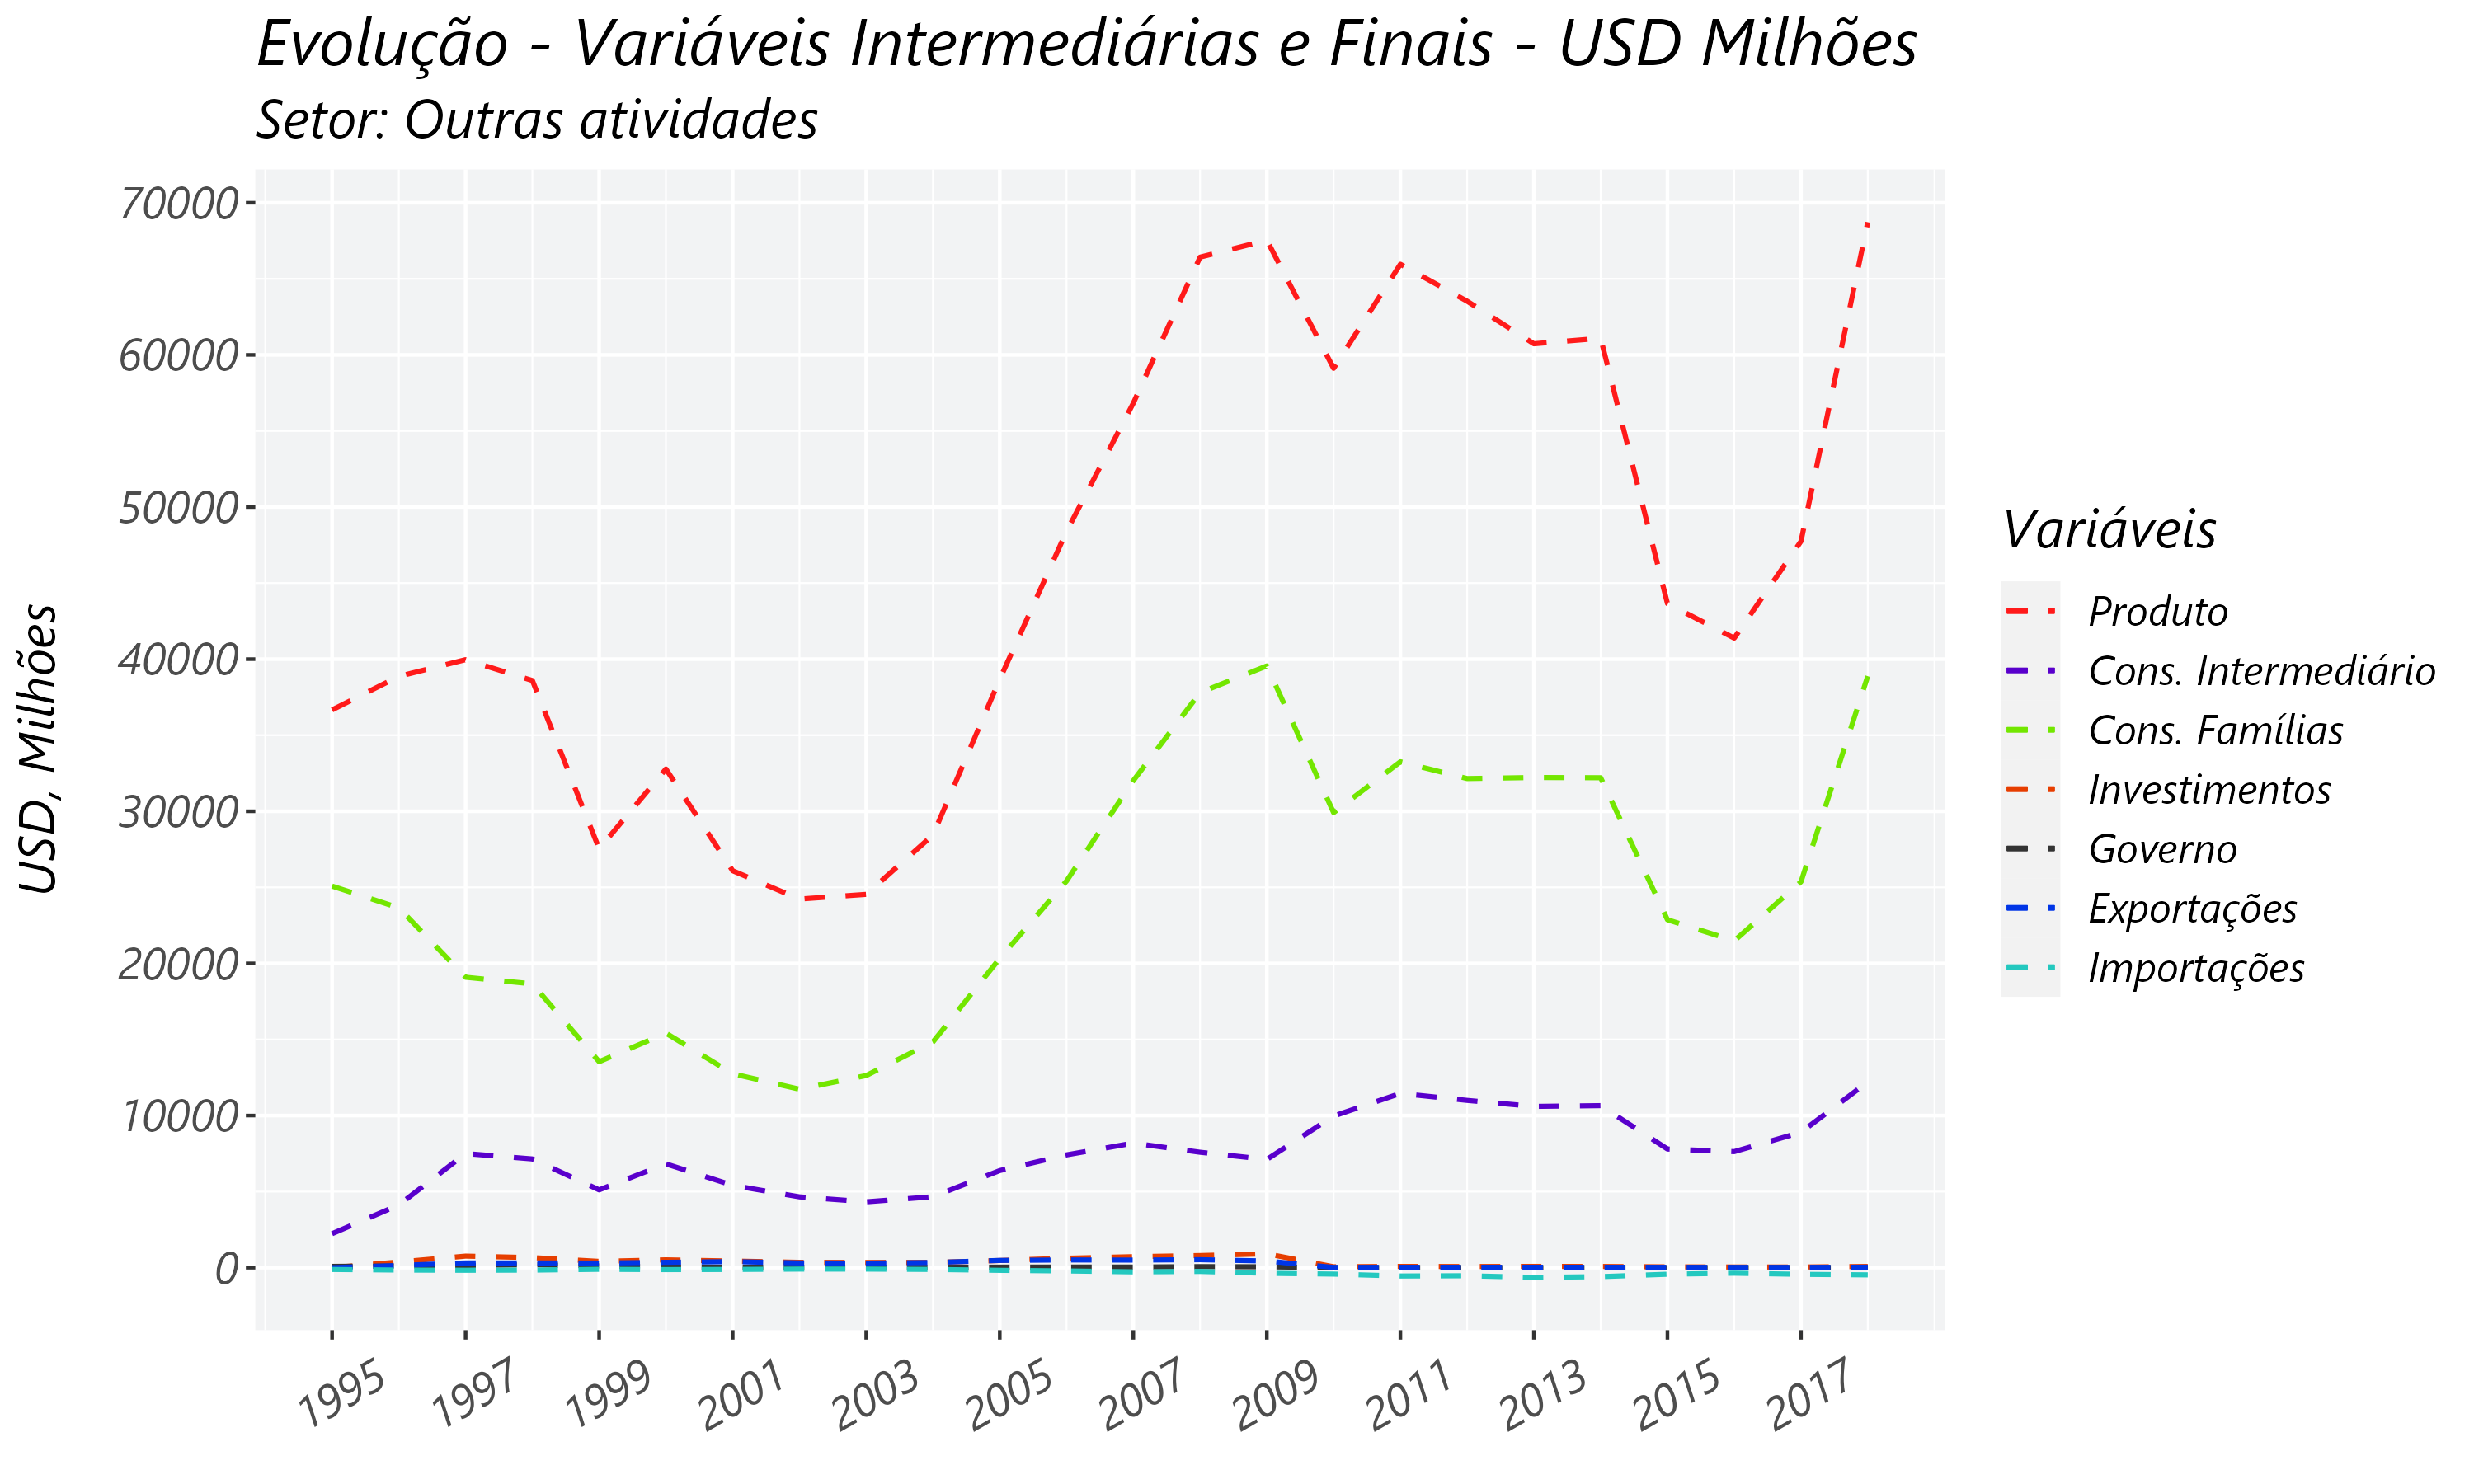 Evolução - Variáveis Intermediárias e Finais - USD Milhões
Setor: Outras atividades
USD, Milhões
70000
60000
50000
40000
30000
20000
10000
0
1995
1997
1999
2001
2003
2005
2007
2009
2011
2013
2015
2017
Variáveis
Produto
Cons. Intermediário
Cons. Famílias
Investimentos
Governo
Exportações
Importações